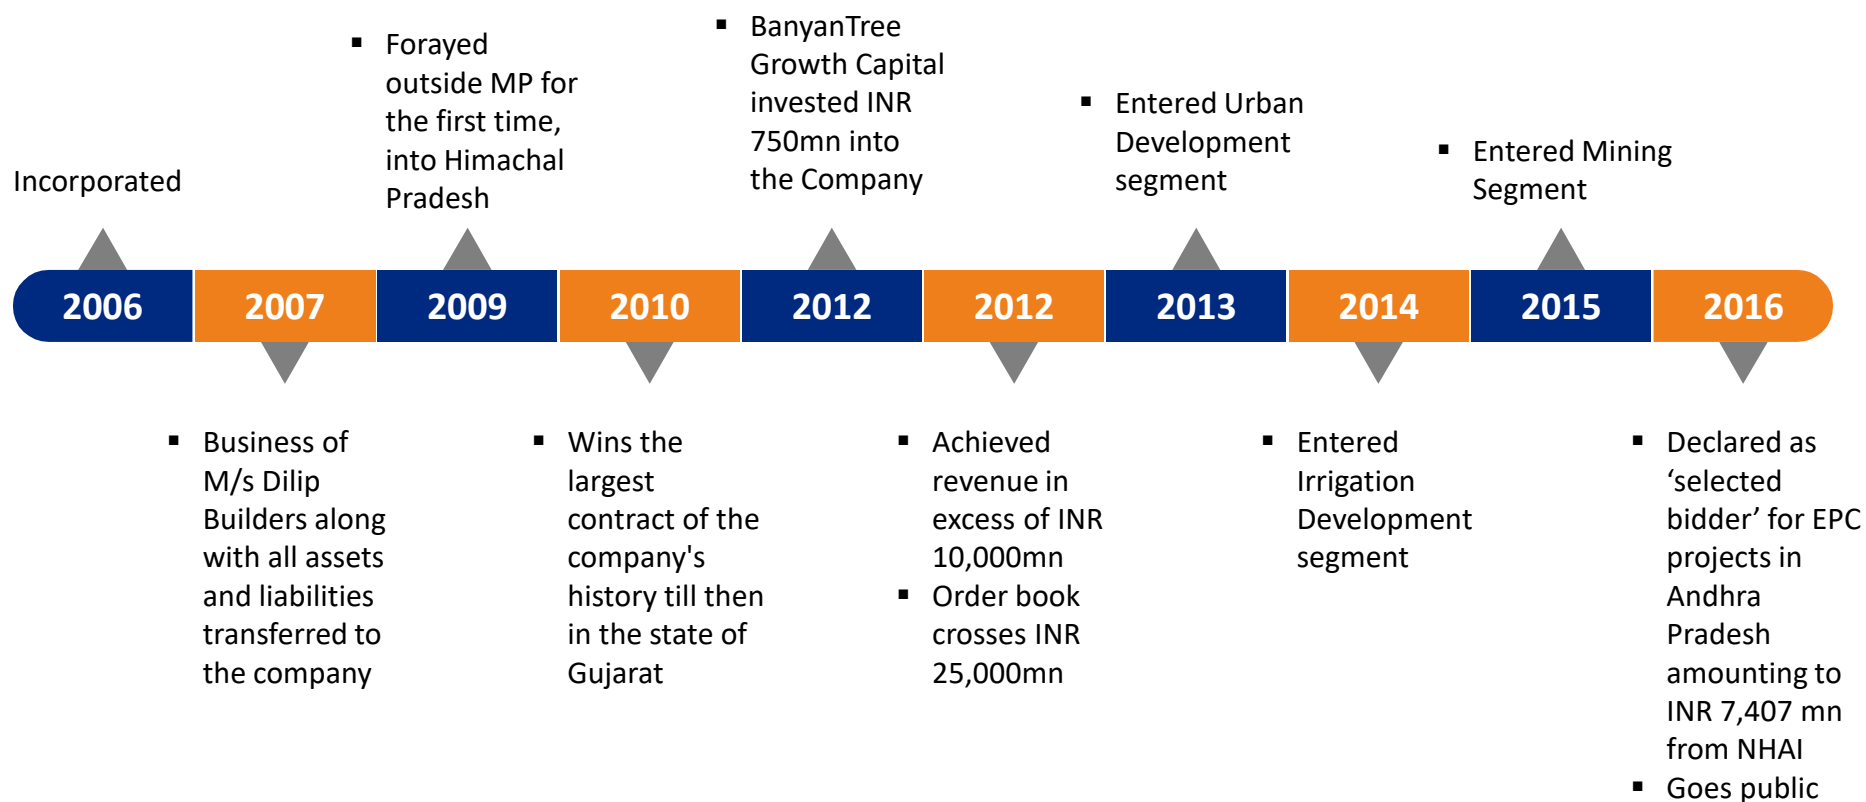 Incorporated
▪ Forayed
outside MP for
the first time,
into Himachal
Pradesh
▪ BanyanTree
Growth Capital
invested INR
750mn into
the Company
▪ Entered Urban
Development
segment
▪ Entered Mining
Segment
2006 2007 2009 2010 2012 2012 2013 2014 2015 2016
▪ Business of
M/s Dilip
Builders along
with all assets
and liabilities
transferred to
the company
▪ Wins the
largest
contract of the
company's
history till then
in the state of
Gujarat
▪ Achieved
revenue in
excess of INR
10,000mn
▪ Order book
crosses INR
25,000mn
▪ Entered
Irrigation
Development
segment
▪ Declared as
‘selected
bidder’ for EPC
projects in
Andhra
Pradesh
amounting to
INR 7,407 mn
from NHAI
▪ Goes public